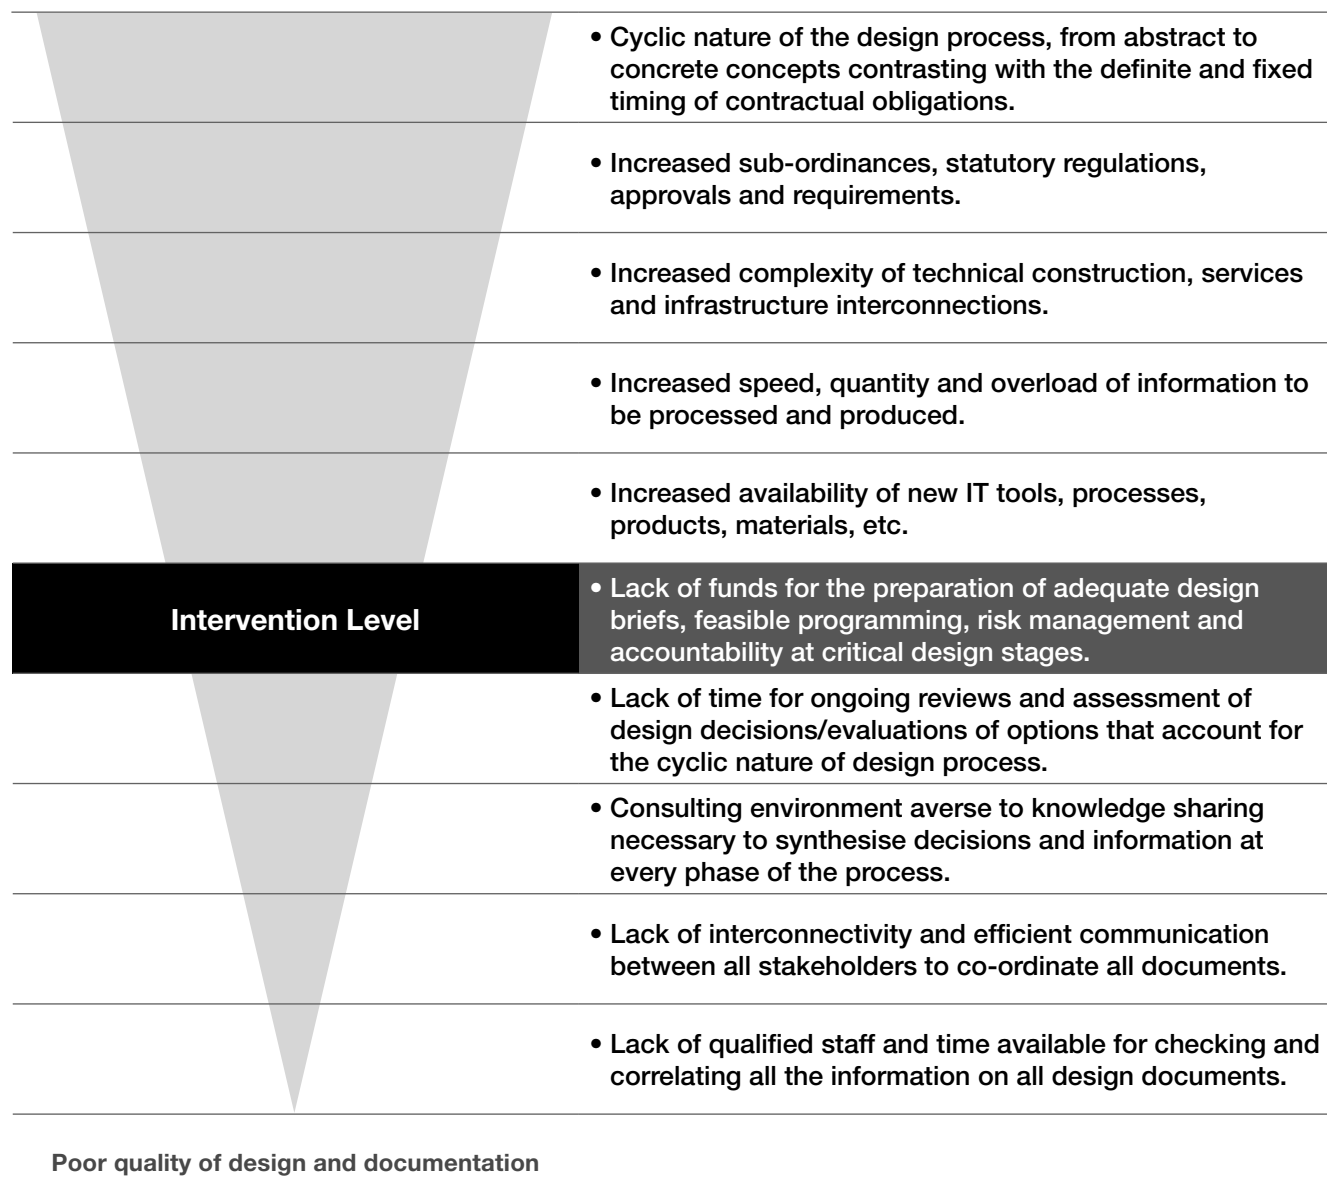 • Cyclic nature of the design process, from abstract to
concrete concepts contrasting with the definite and fixed
timing of contractual obligations.
• Increased sub-ordinances, statutory regulations,
approvals and requirements.
• Increased complexity of technical construction, services
and infrastructure interconnections.
• Increased speed, quantity and overload of information to
be processed and produced.
• Increased availability of new IT tools, processes,
products, materials, etc.
Intervention Level
• Lack of funds for the preparation of adequate design
briefs, feasible programming, risk management and
accountability at critical design stages.
• Lack of time for ongoing reviews and assessment of
design decisions/evaluations of options that account for
the cyclic nature of design process.
• Consulting environment averse to knowledge sharing
necessary to synthesise decisions and information at
every phase of the process.
• Lack of interconnectivity and efficient communication
between all stakeholders to co-ordinate all documents.
• Lack of qualified staff and time available for checking and
correlating all the information on all design documents.
Poor quality of design and documentation